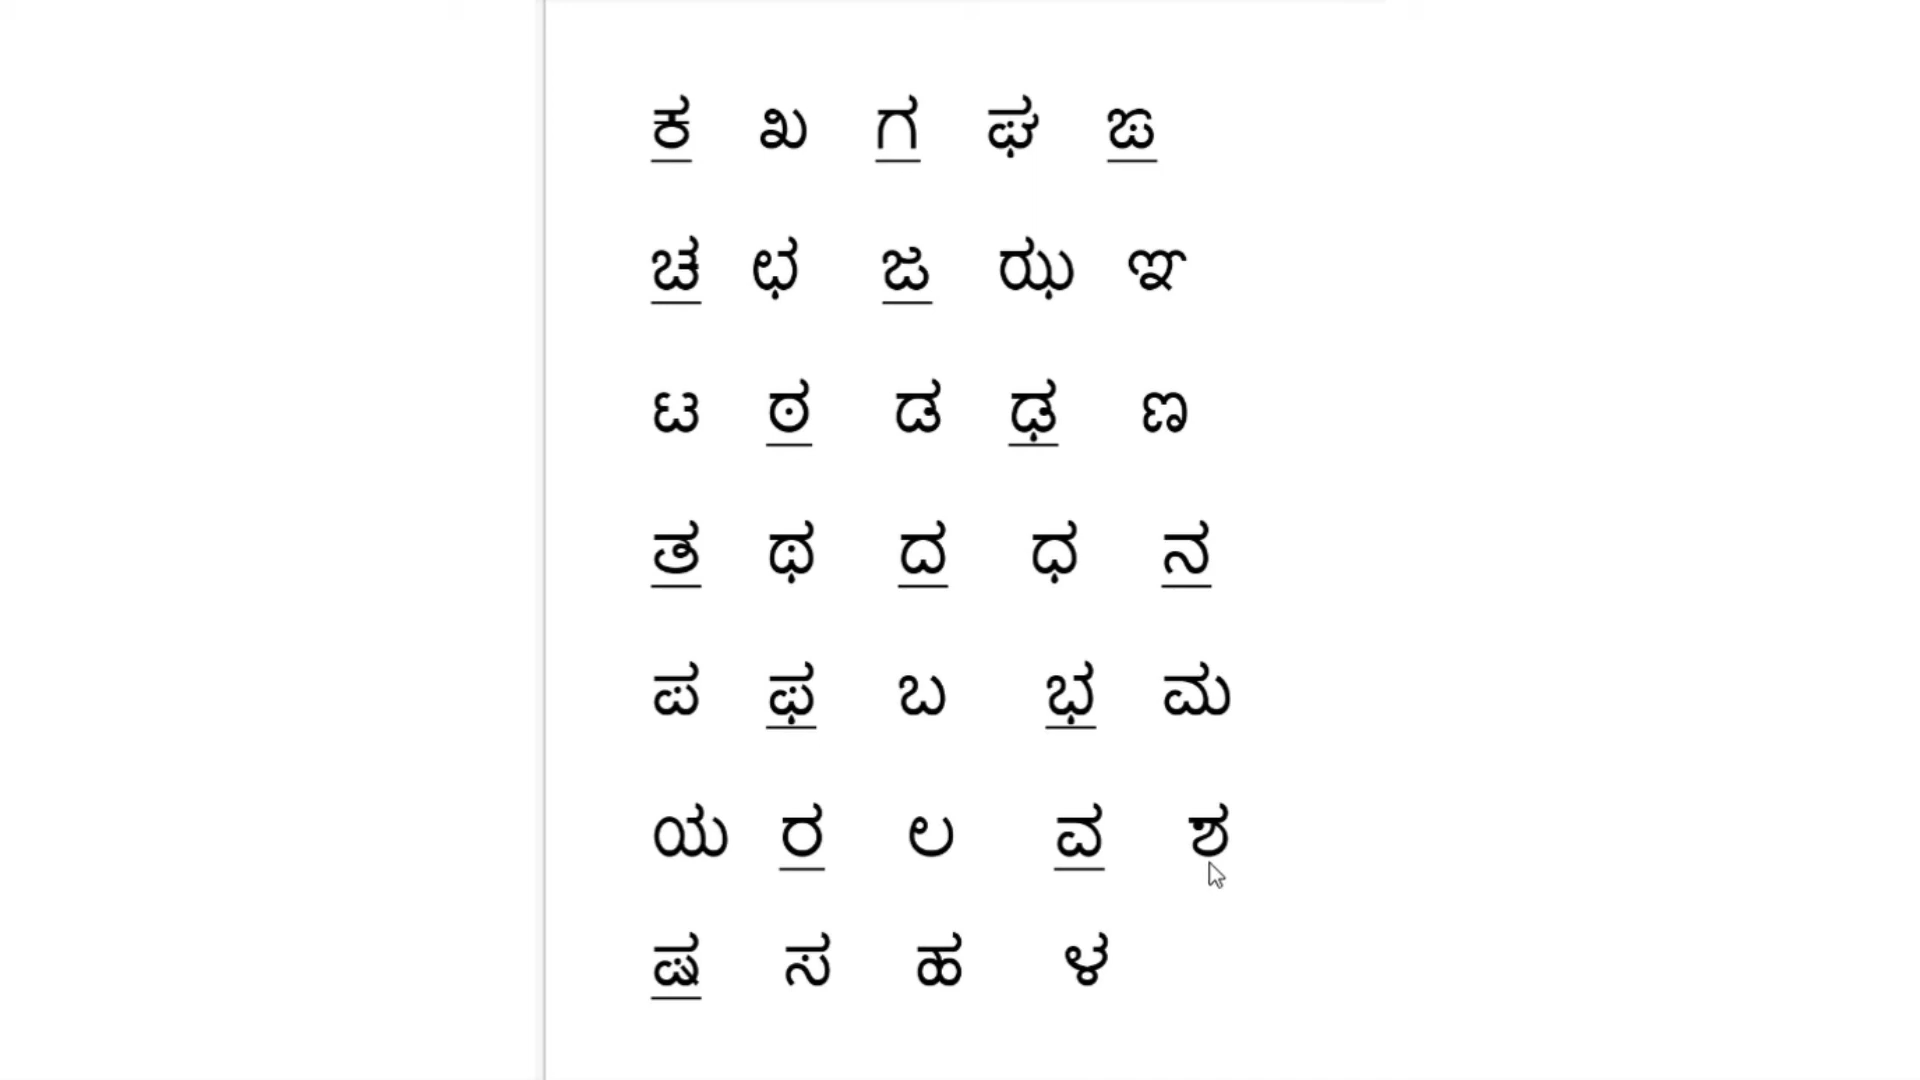 ಕ ಖ ಗ ಘ ಙ
ಚ ಛ ಜ ಝ ಞ
ಟ ಠ ಡ ಢ ಣ
ತ ಥ ದ ಧ ನ
ಪ ಫ ಬ ಭ ಮ
ಯ ರ ಲ ವ ಶ
ಷ ಸ ಹ ಳ